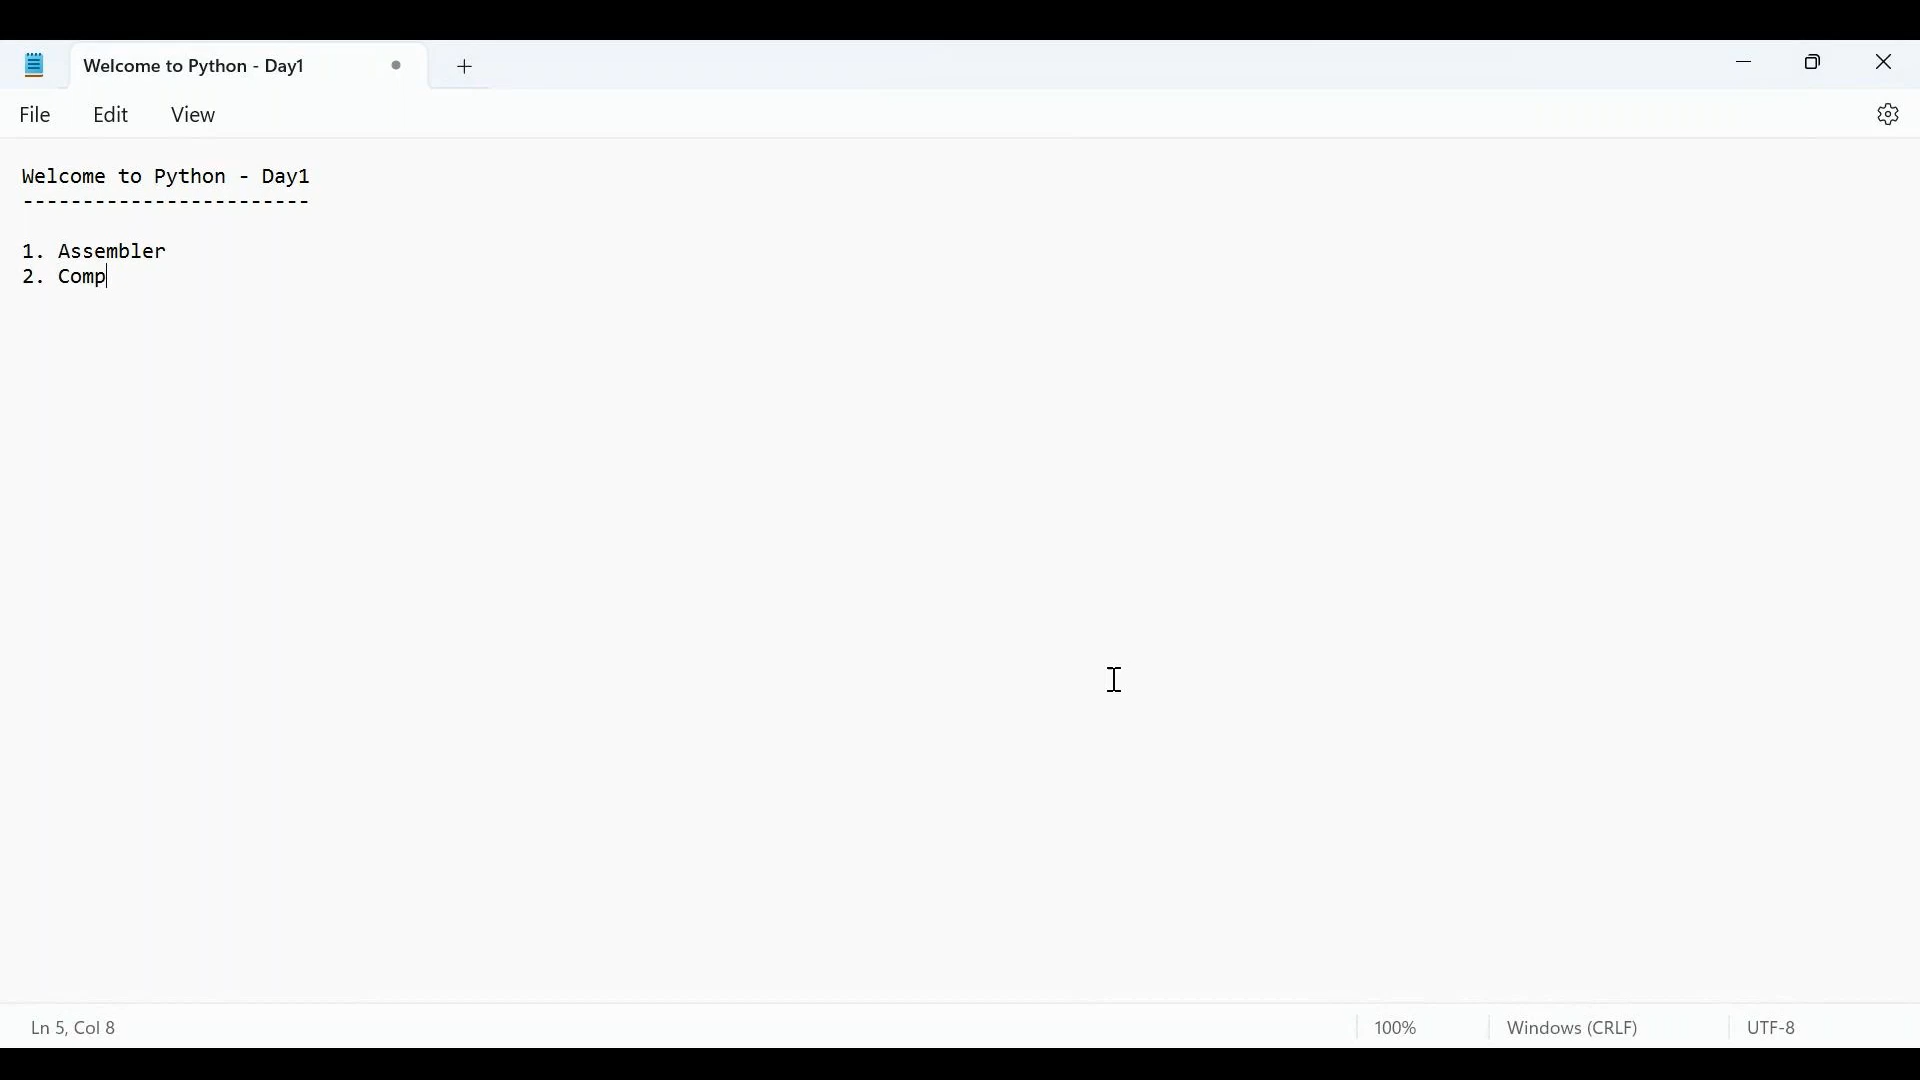 Welcome to Python - Day1
File Edit View
Welcome to Python - Day1
------------------------
1. Assembler
2. Comp
Ln 5, Col 8 100% Windows (CRLF) UTF-8